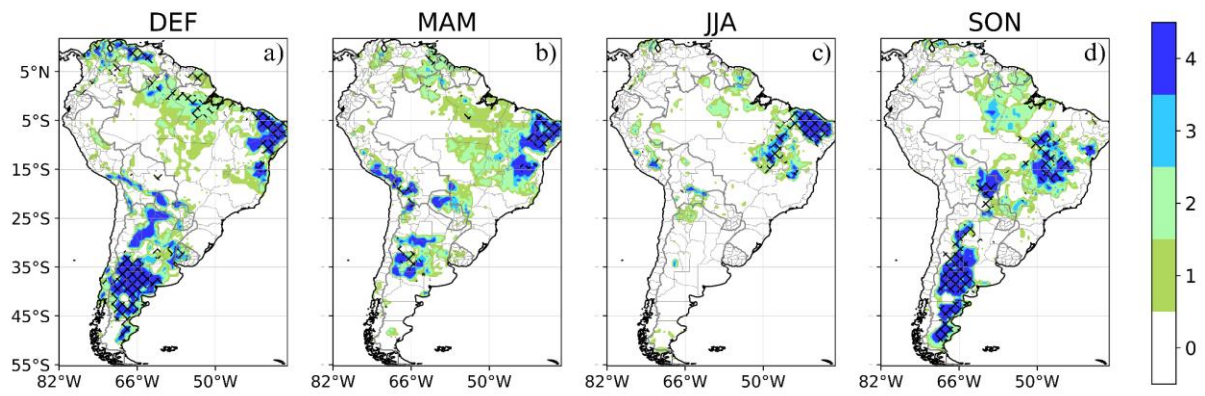 DEF MAM JJA SON
a) b) c) d)
5°N
5°S
15°S
25°S
35°S
45°S
55°S
82°W 66°W 50°W 82°W 66°W 50°W 82°W 66°W 50°W 82°W 66°W 50°W
4
3
2
1
0